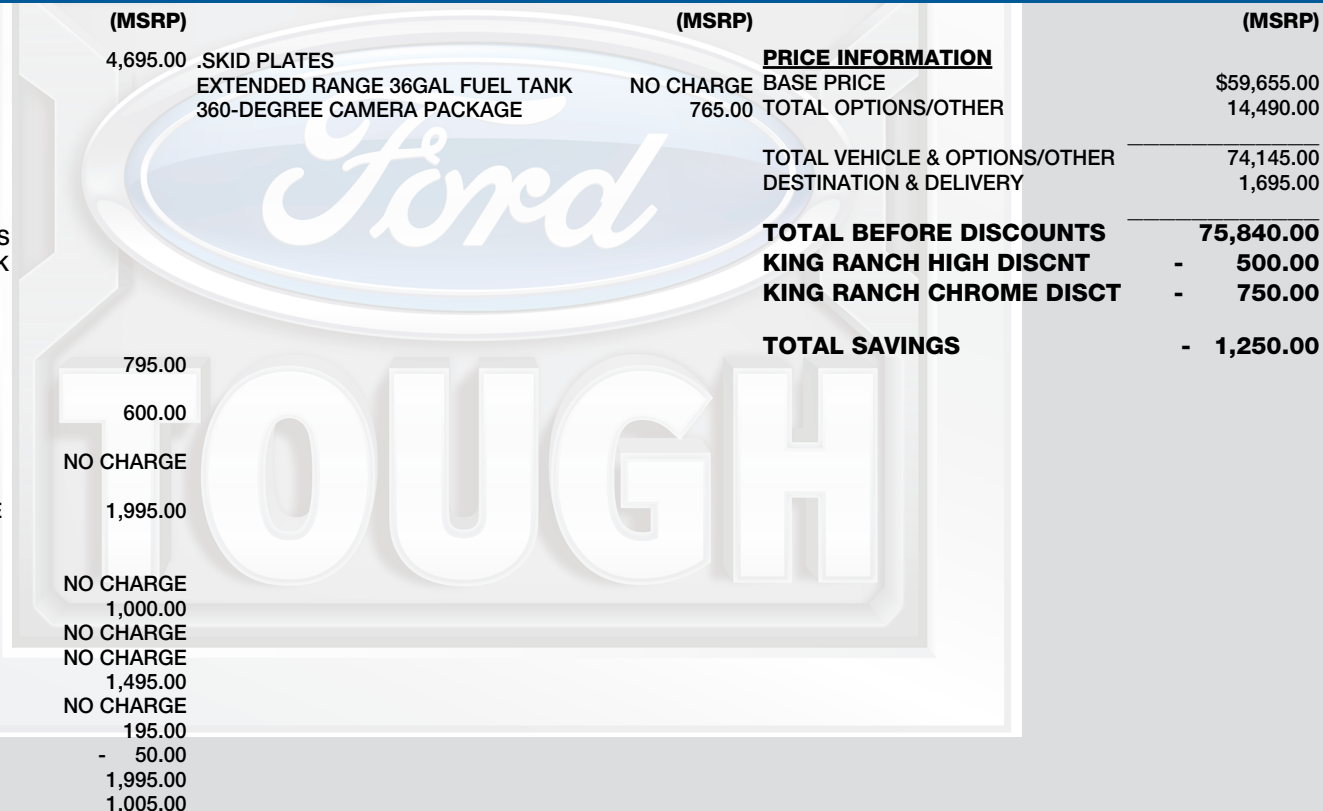 (MSRP)
4,695.00
S
K
795.00
600.00
NO CHARGE
E 1,995.00
NO CHARGE
1,000.00
NO CHARGE
NO CHARGE
1,495.00
NO CHARGE
195.00
- 50.00
1,995.00
1,005.00
(MSRP)
.SKID PLATES
EXTENDED RANGE 36GAL FUEL TANK NO CHARGE
360-DEGREE CAMERA PACKAGE 765.00
(MSRP)
PRICE INFORMATION
BASE PRICE $59,655.00
TOTAL OPTIONS/OTHER 14,490.00
TOTAL VEHICLE & OPTIONS/OTHER 74,145.00
DESTINATION & DELIVERY 1,695.00
TOTAL BEFORE DISCOUNTS 75,840.00
KING RANCH HIGH DISCNT - 500.00
KING RANCH CHROME DISCT - 750.00
TOTAL SAVINGS - 1,250.00
Ford
TOUGH